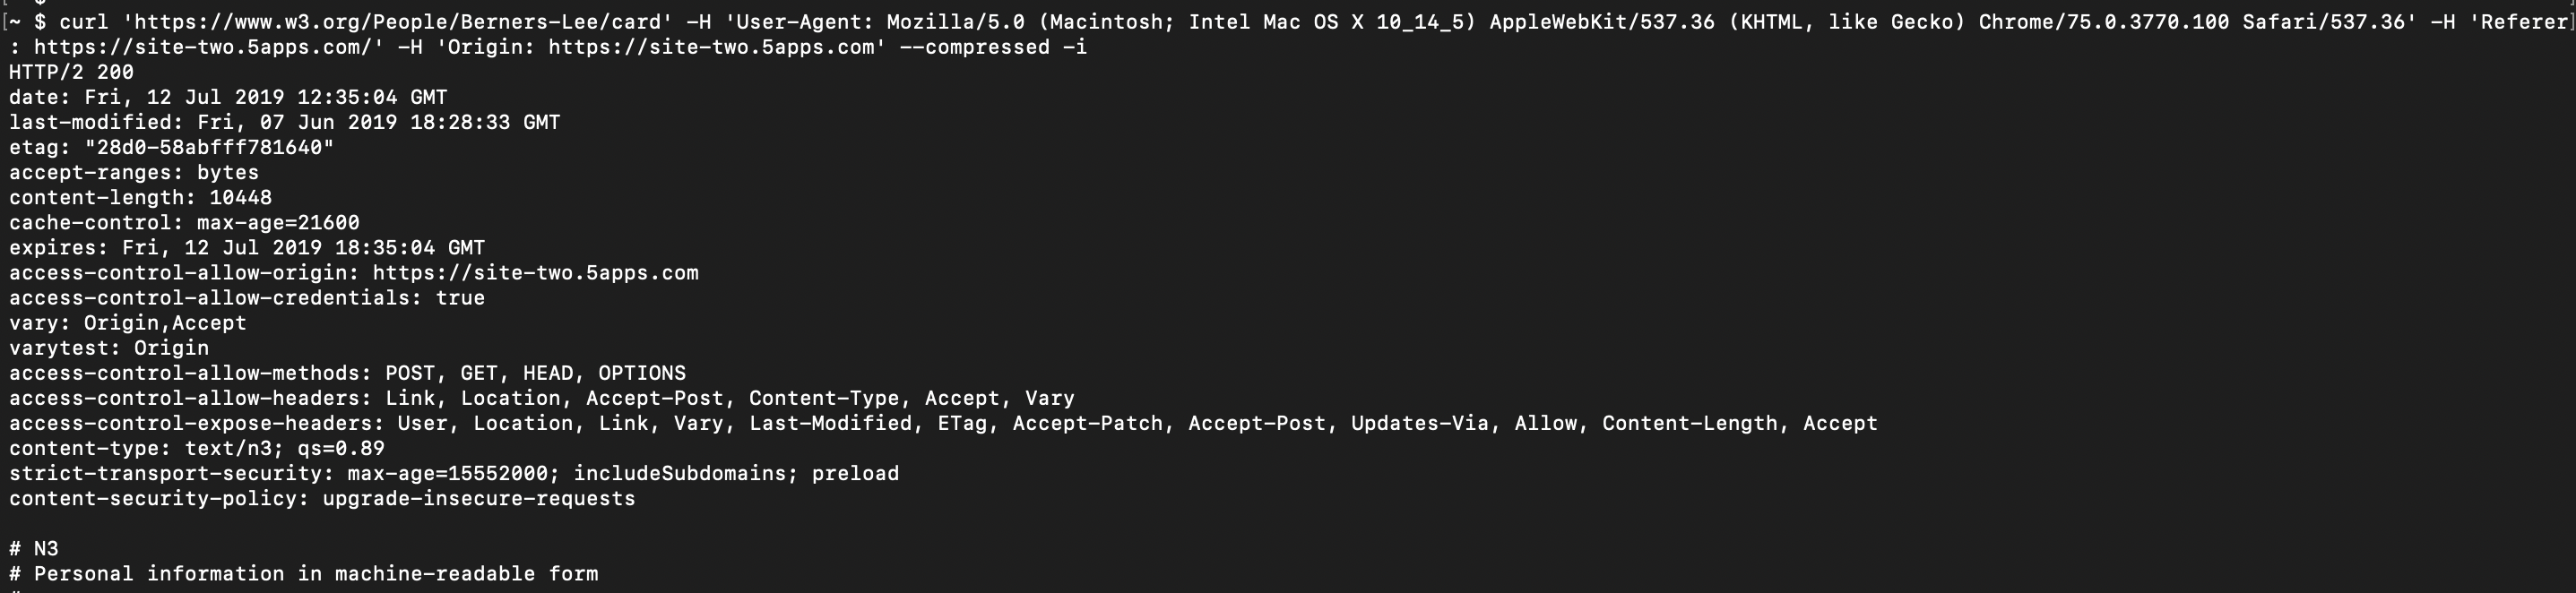 [~ $ curl 'https://www.w3.org/People/Berners-Lee/card' -H 'User-Agent: Mozilla/5.0 (Macintosh; Intel Mac OS X 10_14_5) AppleWebKit/537.36 (KHTML, like Gecko) Chrome/75.0.3770.100 Safari/537.36' -H 'Referer]
: https://site-two.5apps.com/' -H 'Origin: https://site-two.5apps.com' --compressed -i
HTTP/2 200
date: Fri, 12 Jul 2019 12:35:04 GMT
last-modified: Fri, 07 Jun 2019 18:28:33 GMT
etag: "28d0-58abfff781640"
accept-ranges: bytes
content-length: 10448
cache-control: max-age=21600
expires: Fri, 12 Jul 2019 18:35:04 GMT
access-control-allow-origin: https://site-two.5apps.com
access-control-allow-credentials: true
vary: Origin,Accept
varytest: Origin
access-control-allow-methods: POST, GET, HEAD, OPTIONS
access-control-allow-headers: Link, Location, Accept-Post, Content-Type, Accept, Vary
access-control-expose-headers: User, Location, Link, Vary, Last-Modified, ETag, Accept-Patch, Accept-Post, Updates-Via, Allow, Content-Length, Accept
content-type: text/n3; qs=0.89
strict-transport-security: max-age=15552000; includeSubdomains; preload
content-security-policy: upgrade-insecure-requests

# N3
# Personal information in machine-readable form